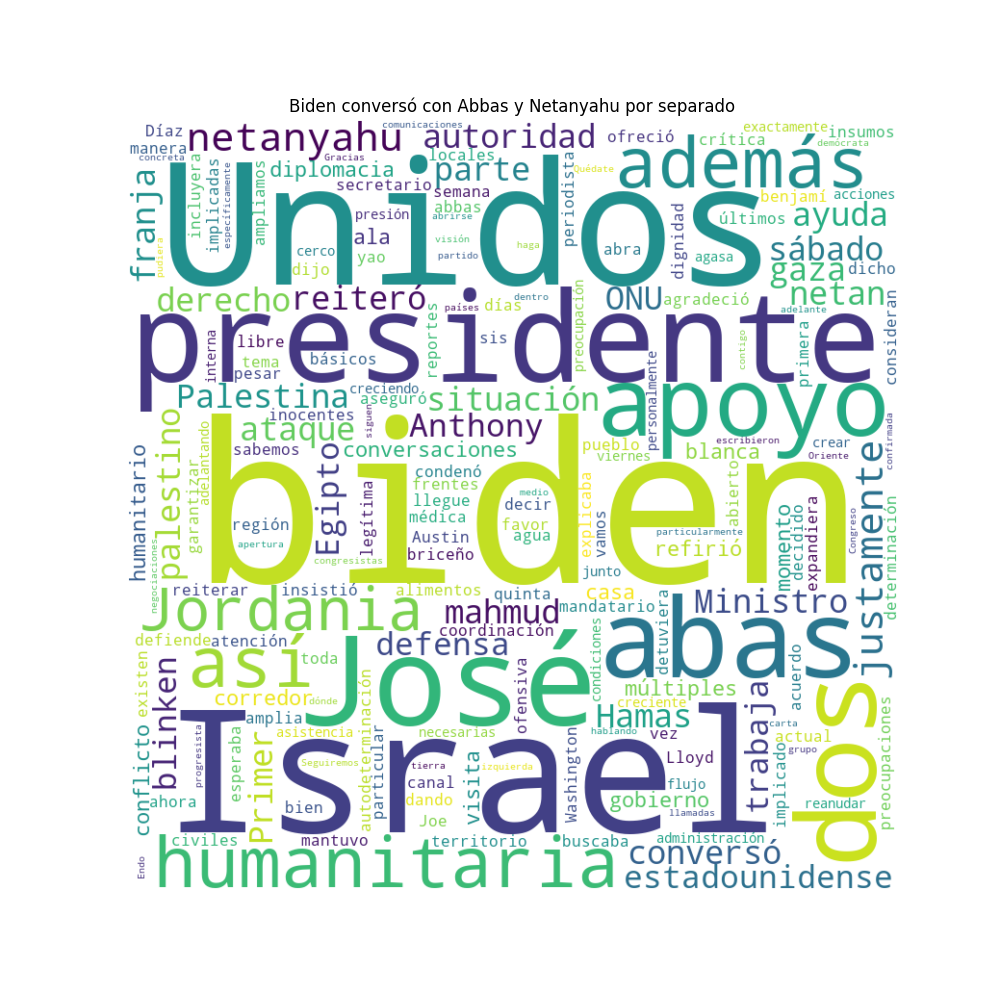 Biden conversó con Abbas y Netanyahu por separado
Díaz
comunicaciones
exactamente
insumos
netanyahu
autoridad
ofreció
crítica
manera
democráta
concreta
Gracias
locales
diplomacia
parte
Quédate
además
secretario
semana
periodista
franja
incluyera
implicadas
específicamente
ampliamos
Unidos
abbas
benjamí
acciones
presión
abrirse
dignidad
últimos
ayuda
ala
visión
haga
cerco
partido
abra
agasa
sábado
pudiera
dijo
yao
gaza
dicho
derecho
reiteró
días
dentro
ONU
agradeció
netan
países
adelante
presidente
preocupación
reportes
interna
libre
sis
contigo
primera
consideran
tema
básicos
pesar
personalmente
Palestina
creciendo
aseguró
situación
apoyo
inocentes
siguen
Anthony
escribieron
palestino
adelantando
ataque
sabemos
conversaciones
pueblo
viernes
blanca
crear
Oriente
confirmada
humanitario
garantizar
biden
Egipto
legítima
condenó
frentes
llegue
medio
decir
explicaba
abierto
justamente
médica
favor
región
Austin
agua
vamos
particularmente
momento
decidido
expandiera
Congreso
apertura
briceño
refirió
determinación
negociaciones
congresistas
junto
reiterar
insistió
alimentos
quinta
casa
Jordania
mahmud
mandatario
Ministro
coordinación
defiende
atención
defensa
abas
detuviera
así
toda
José
condiciones
existen
blinken
corredor
dónde
autodeterminación
ofensiva
múltiples
acuerdo
trabaja
dos
conflicto
amplia
Hamas
creciente
preocupaciones
progresista
asistencia
necesarias
hablando
vez
carta
Israel
Primer
esperaba
particular
visita
Washington
actual
grupo
Seguiremos
tierra
izquierda
Lloyd
implicado
ahora
bien
canal
flujo
dando
gobierno
reanudar
Joe
llamadas
civiles
mantuvo
territorio
buscaba
administración
Endo
humanitaria
conversó
estadounidense